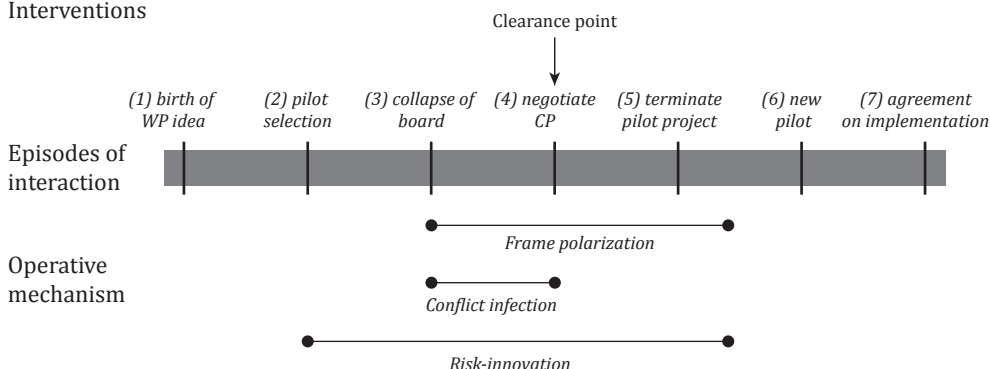 Interventions
Clearance point
(1) birth of
WP idea
(2) pilot
selection
(3) collapse of
board
(4) negotiate
CP
(5) terminate
pilot project
(6) new
pilot
(7) agreement
on implementation
Episodes of
interaction
Frame polarization
Operative
mechanism
Conflict infection
Risk-innovation